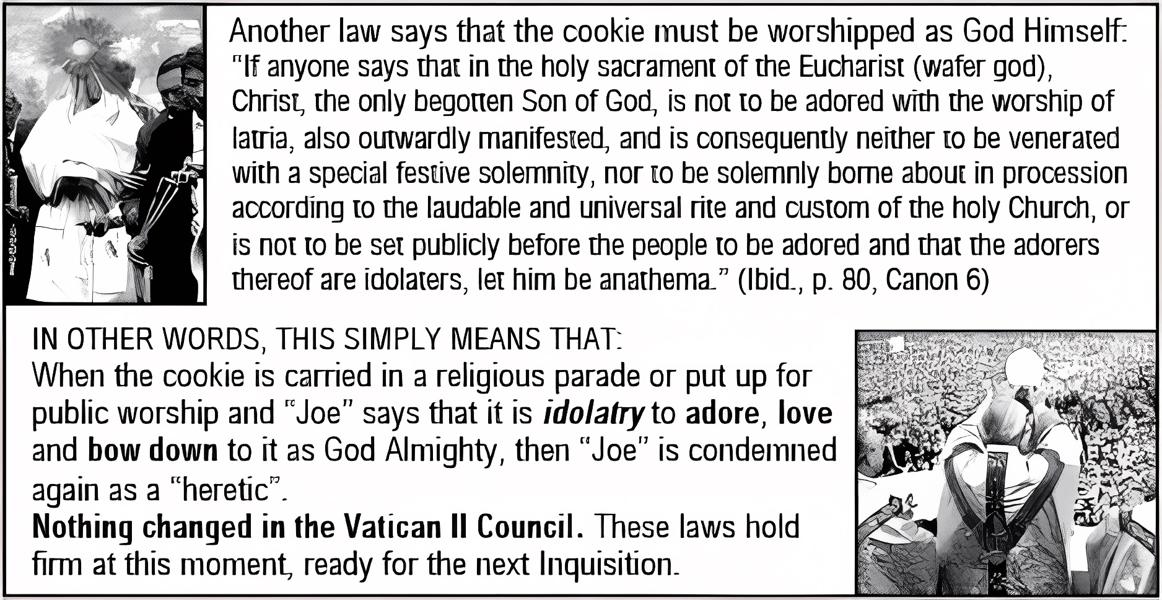 Another law says that the cookie must be worshipped as God Himself:
"If anyone says that in the holy sacrament of the Eucharist (wafer god),
Christ, the only begotten Son of God, is not to be adored with the worship of
latria, also outwardly manifested, and is consequently neither to be venerated
with a special festive solemnity, nor to be solemnly borne about in procession
according to the laudable and universal rite and custom of the holy Church, or
is not to be set publicly before the people to be adored and that the adorers
thereof are idolaters, let him be anathema." (Ibid., p. 80, Canon 6)
IN OTHER WORDS, THIS SIMPLY MEANS THAT:
When the cookie is carried in a religious parade or put up for
public worship and "Joe" says that it is idolatry to adore, love
and bow down to it as God Almighty, then "Joe" is condemned
again as a "heretic".
Nothing changed in the Vatican II Council. These laws hold
firm at this moment, ready for the next Inquisition.